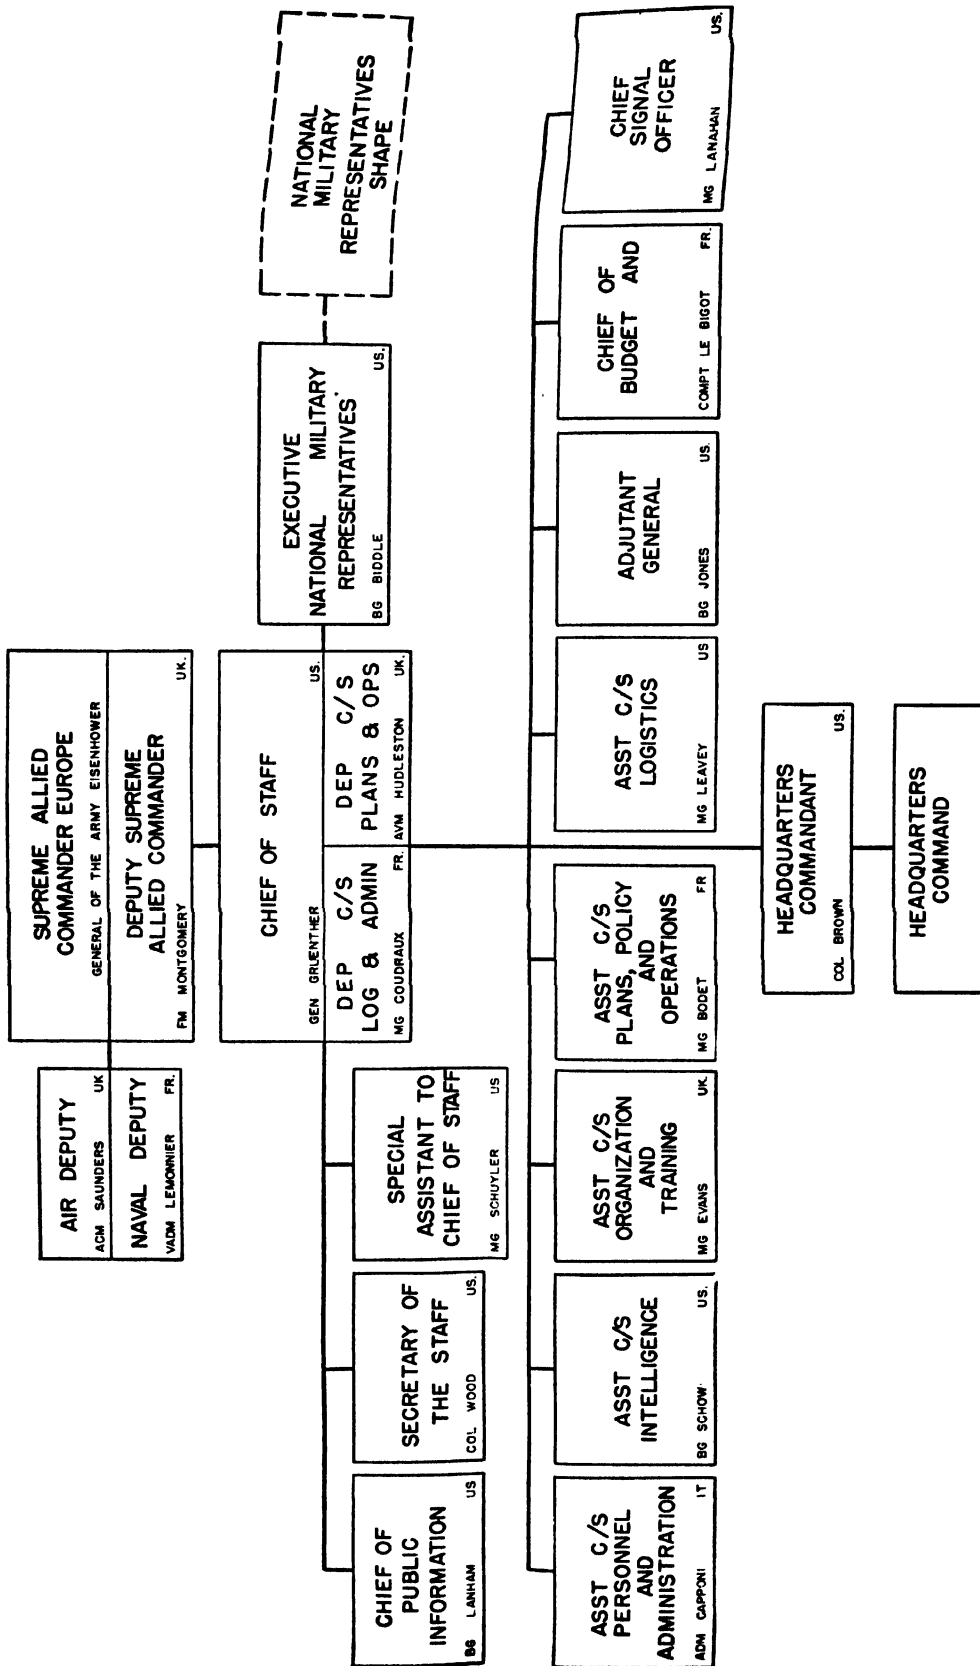 SUPREME ALLIED
COMMANDER EUROPE
GENERAL OF THE ARMY EISENHOWER
DEPUTY SUPREME
ALLIED COMMANDER
FM MONTGOMERY UK.
AIR DEPUTY
ACM SAUNDERS UK
NAVAL DEPUTY
VADM LEMONNIER FR.
CHIEF OF STAFF
GEN GRUENTHER US.
DEP C/S
LOG & ADMIN
MG COUDRAUX FR.
DEP C/S
PLANS & OPS
AVM HUDLESTON UK.
EXECUTIVE
NATIONAL MILITARY
REPRESENTATIVES'
BG BIDDLE US.
NATIONAL
MILITARY
REPRESENTATIVES
SHAPE
CHIEF OF
PUBLIC
INFORMATION
BG LANHAM US
SECRETARY OF
THE STAFF
COL WOOD US.
SPECIAL
ASSISTANT TO
CHIEF OF STAFF
MG SCHUYLER US
ASST C/S
PERSONNEL
AND
ADMINISTRATION
ADM CAPPONI IT
ASST C/S
INTELLIGENCE
BG SCHOW US.
ASST C/S
ORGANIZATION
AND
TRAINING
MG EVANS UK.
ASST C/S
PLANS, POLICY
AND
OPERATIONS
MG BODET FR
ASST C/S
LOGISTICS
MG LEAVEY US
ADJUTANT
GENERAL
BG JONES US.
CHIEF OF
BUDGET AND
COMPT LE BIGOT FR.
CHIEF
SIGNAL
OFFICER
MG LANAHAN US.
HEADQUARTERS
COMMANDANT
COL BROWN US.
HEADQUARTERS
COMMAND